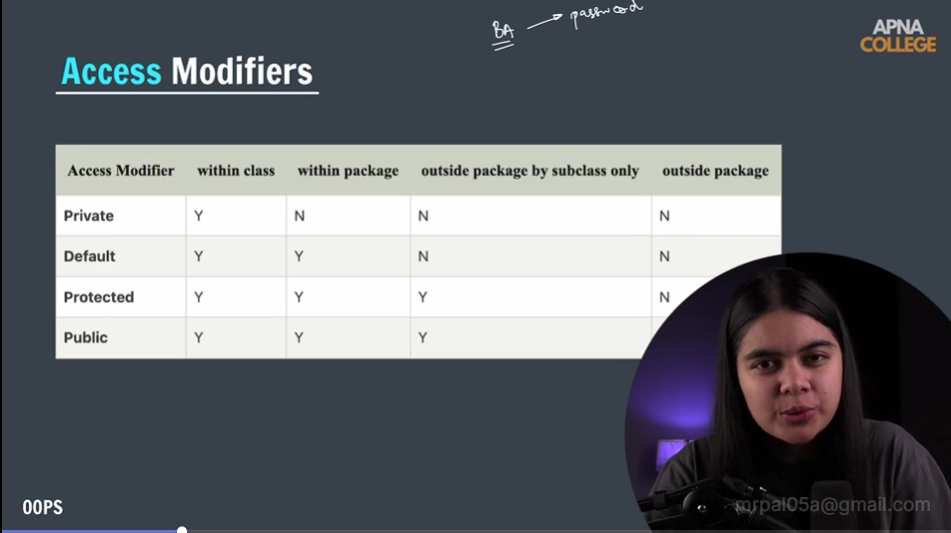 BA → password
APNA
COLLEGE
Access Modifiers
Access Modifier within class within package outside package by subclass only outside package
Private Y N N N
Default Y Y N N
Protected Y Y Y N
Public Y Y Y
OOPS
mrpal05a@gmail.com